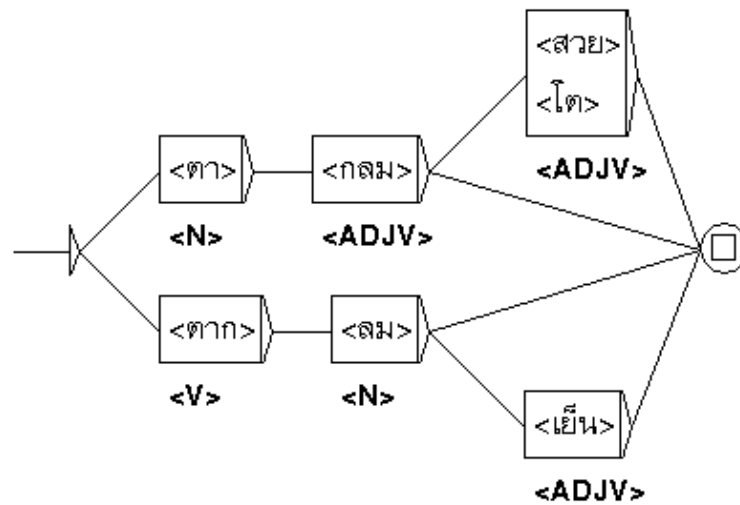 <สวย>
<โต>
<ADJV>
<ตา>
<N>
<กลม>
<ADJV>
<ตาก>
<V>
<ลม>
<N>
<เย็น>
<ADJV>